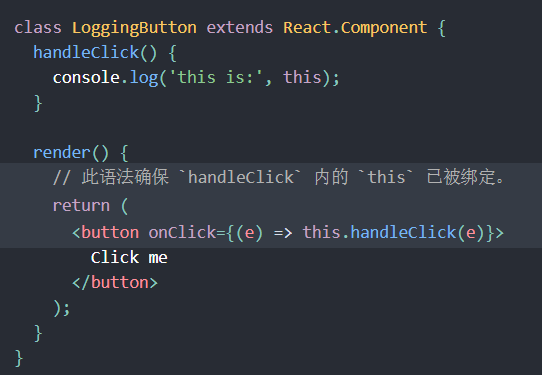 class LoggingButton extends React.Component {
  handleClick() {
    console.log('this is:', this);
  }

  render() {
    // 此语法确保 `handleClick` 内的 `this` 已被绑定。
    return (
      <button onClick={(e) => this.handleClick(e)}>
        Click me
      </button>
    );
  }
}